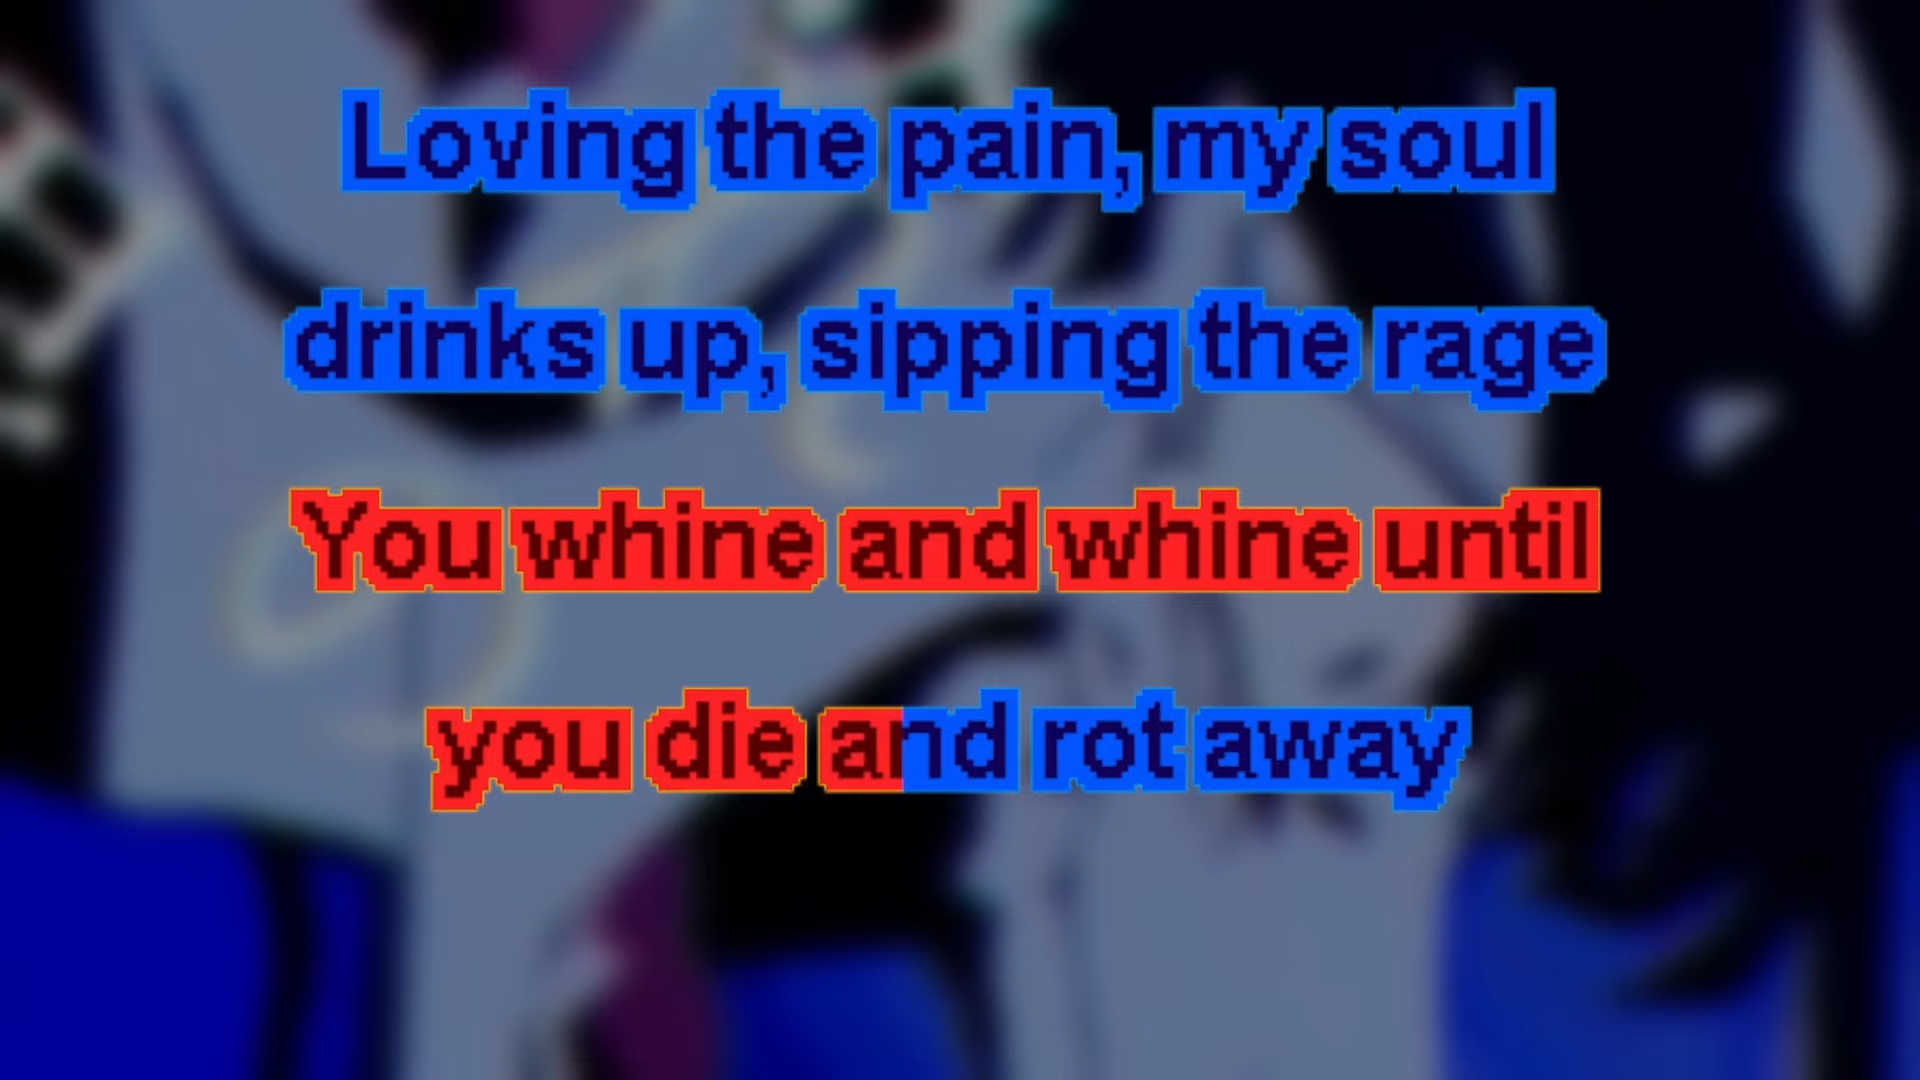 Loving the pain, my soul
drinks up, sipping the rage
You whine and whine until
you die and rot away